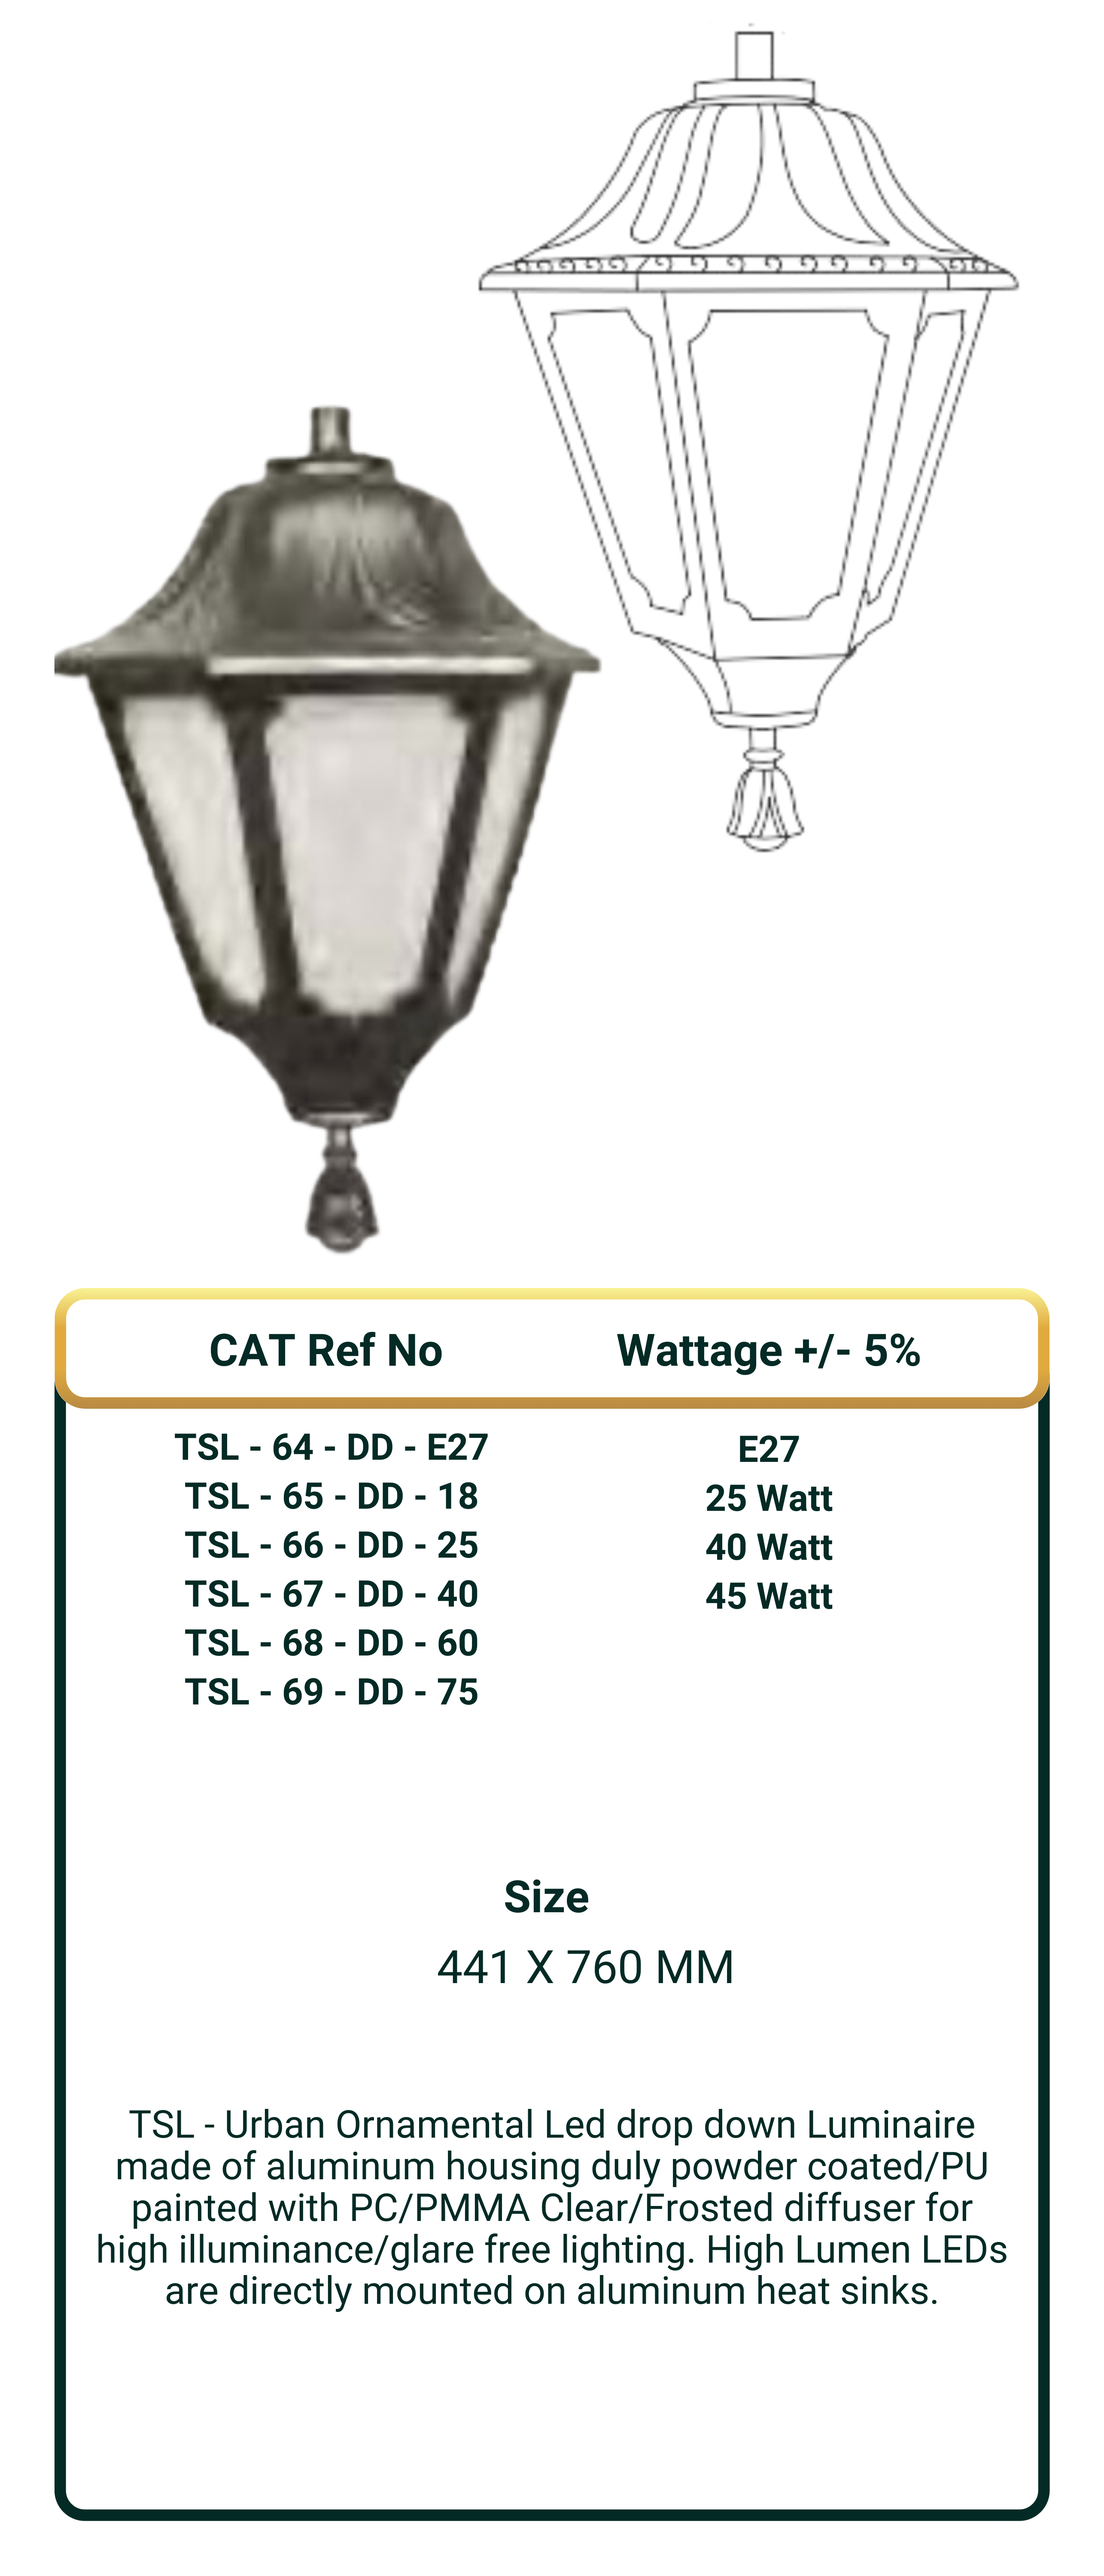 CAT Ref No
Wattage +/- 5%
TSL - 64 - DD - E27
E27
TSL - 65 - DD - 18
25 Watt
TSL - 66 - DD - 25
40 Watt
TSL - 67 - DD - 40
45 Watt
TSL - 68 - DD - 60
TSL - 69 - DD - 75
Size
441 X 760 MM
TSL - Urban Ornamental Led drop down Luminaire
made of aluminum housing duly powder coated/PU
painted with PC/PMMA Clear/Frosted diffuser for
high illuminance/glare free lighting. High Lumen LEDs
are directly mounted on aluminum heat sinks.